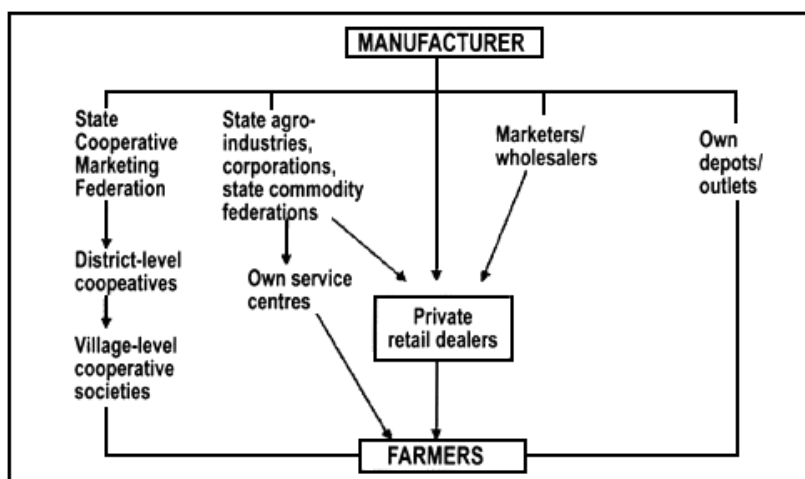 MANUFACTURER
State
Cooperative
Marketing
Federation
State agro-
industries,
corporations,
state commodity
federations
Marketers/
wholesalers
Own
depots/
outlets
District-level
coopeatives
Own service
centres
Private
retail dealers
Village-level
cooperative
societies
FARMERS